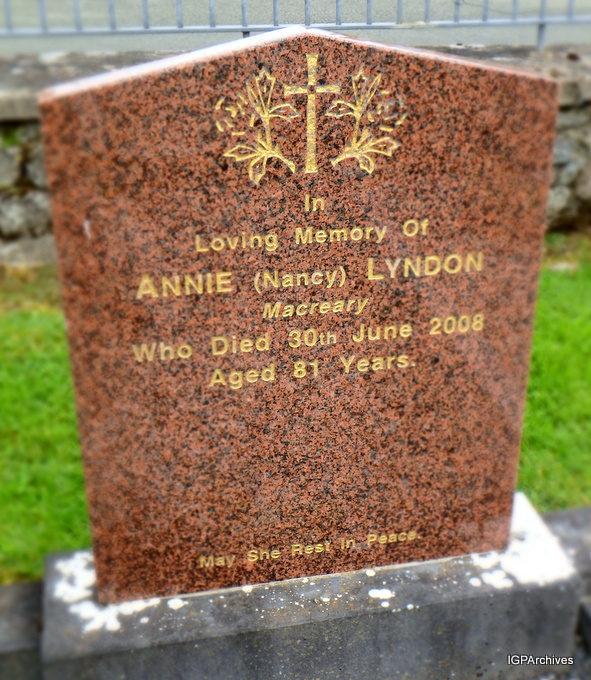 In
Loving Memory Of
ANNIE (Nancy) LYNDON
Macreary
Who Died 30th June 2008
Aged 81 Years.
May She Rest In Peace.
IGPArchives